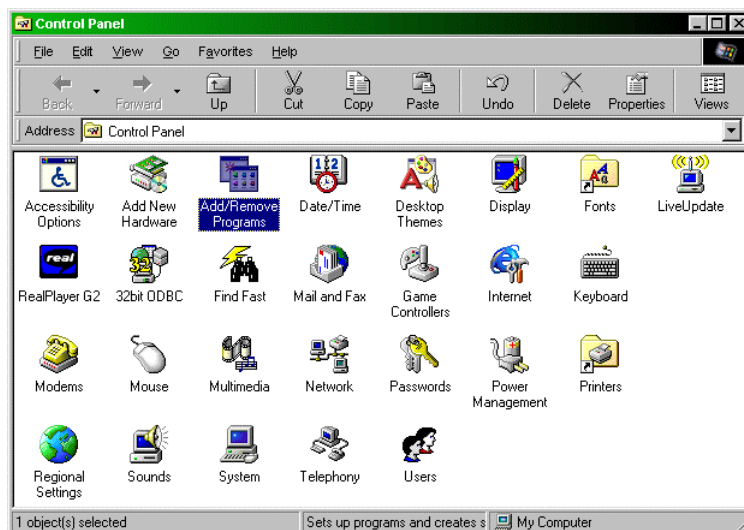 Control Panel
File Edit View Go Favorites Help
Back Forward Up Cut Copy Paste Undo Delete Properties Views
Address Control Panel
Accessibility Options
Add New Hardware
Add/Remove Programs
Date/Time
Desktop Themes
Display
Fonts
LiveUpdate
real
RealPlayer G2
32
32bit ODBC
Find Fast
Mail and Fax
Game Controllers
Internet
Keyboard
Modems
Mouse
Multimedia
Network
Passwords
Power Management
Printers
Regional Settings
Sounds
System
Telephony
Users
1 object(s) selected
Sets up programs and creates s
My Computer